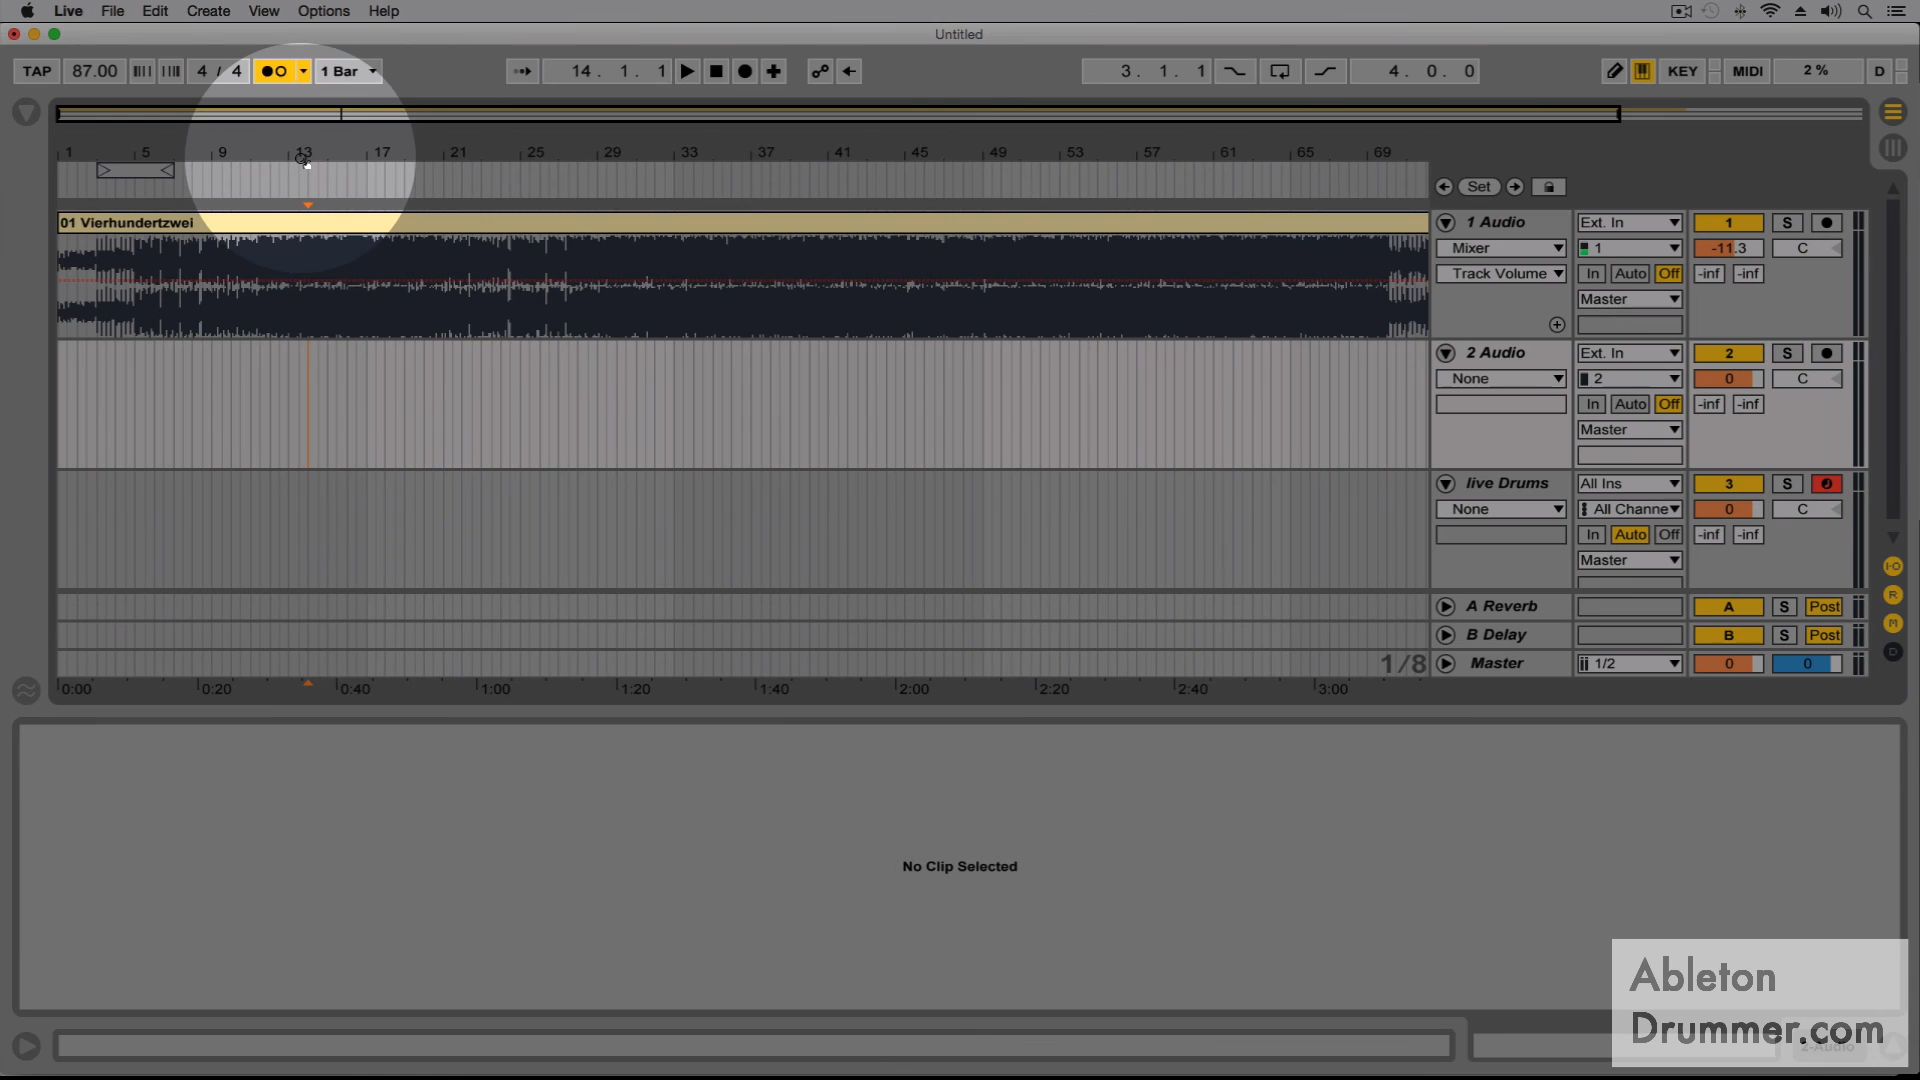 Live File Edit Create View Options Help
Untitled
TAP 87.00 4 / 4 1 Bar 14 . 1 . 1 3 . 1 . 1 4 . 0 . 0 KEY MIDI 2 % D
1 5 9 13 17 21 25 29 33 37 41 45 49 53 57 61 65 69
Set
01 Vierhundertzwei
1 Audio Ext. In 1 S
Mixer 1 -11.3 C
Track Volume In Auto Off -inf -inf
Master
2 Audio Ext. In 2 S
None 2 0 C
In Auto Off -inf -inf
Master
live Drums All Ins 3 S
None All Channe 0 C
In Auto Off -inf -inf
Master
I·O
R
M
D
A Reverb A S Post
B Delay B S Post
1/8 Master 1/2 0 0
0:00 0:20 0:40 1:00 1:20 1:40 2:00 2:20 2:40 3:00
No Clip Selected
Ableton
Drummer.com
2-Audio